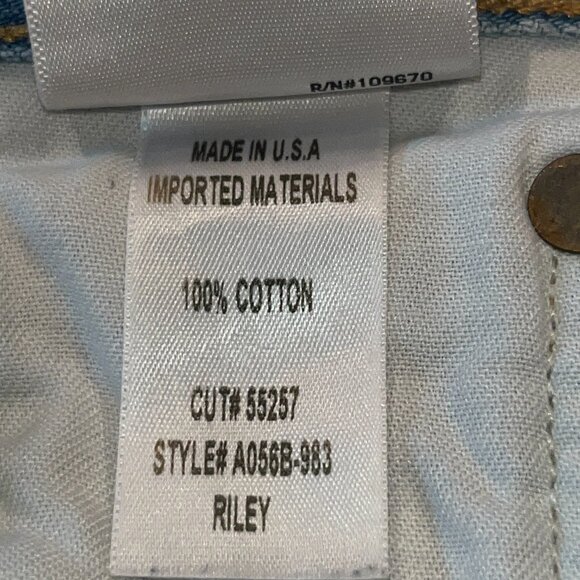 R/N#109670
MADE IN U.S.A
IMPORTED MATERIALS
100% COTTON
CUT# 55257
STYLE# A056B-983
RILEY